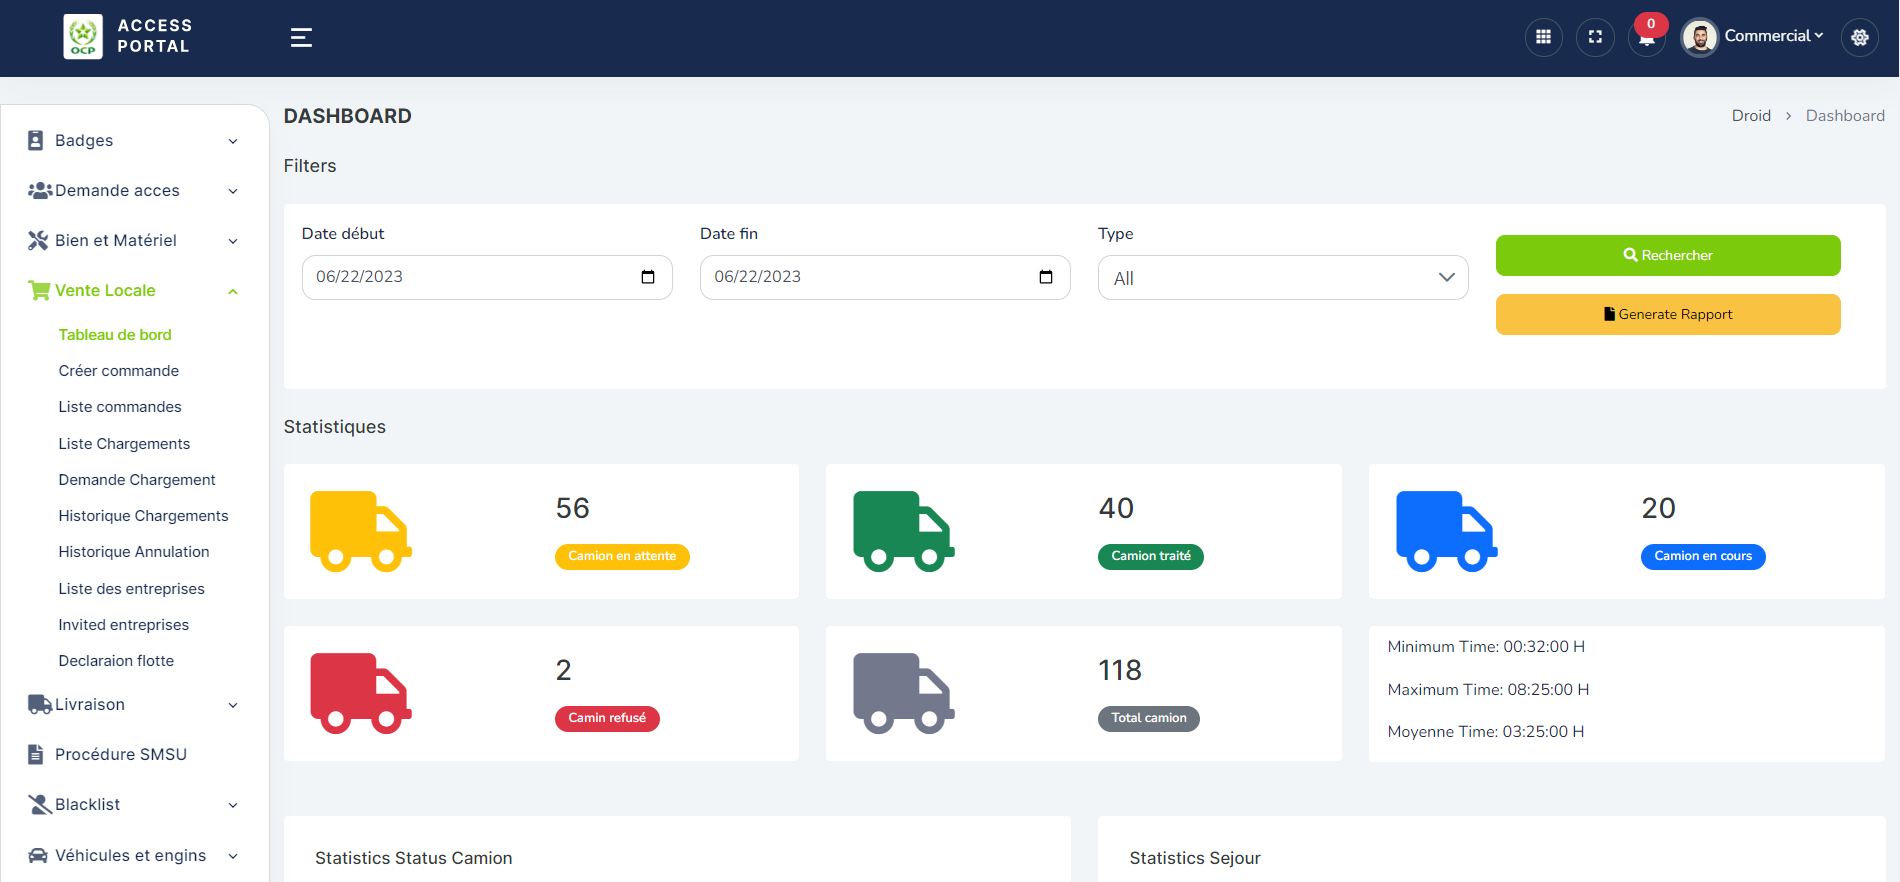 OCP
ACCESS
PORTAL
0
Commercial
Badges
Demande acces
Bien et Matériel
Vente Locale
Tableau de bord
Créer commande
Liste commandes
Liste Chargements
Demande Chargement
Historique Chargements
Historique Annulation
Liste des entreprises
Invited entreprises
Declaraion flotte
Livraison
Procédure SMSU
Blacklist
Véhicules et engins
DASHBOARD
Droid > Dashboard
Filters
Date début
Date fin
Type
06/22/2023
06/22/2023
All
Rechercher
Generate Rapport
Statistiques
56
Camion en attente
40
Camion traité
20
Camion en cours
2
Camin refusé
118
Total camion
Minimum Time: 00:32:00 H
Maximum Time: 08:25:00 H
Moyenne Time: 03:25:00 H
Statistics Status Camion
Statistics Sejour